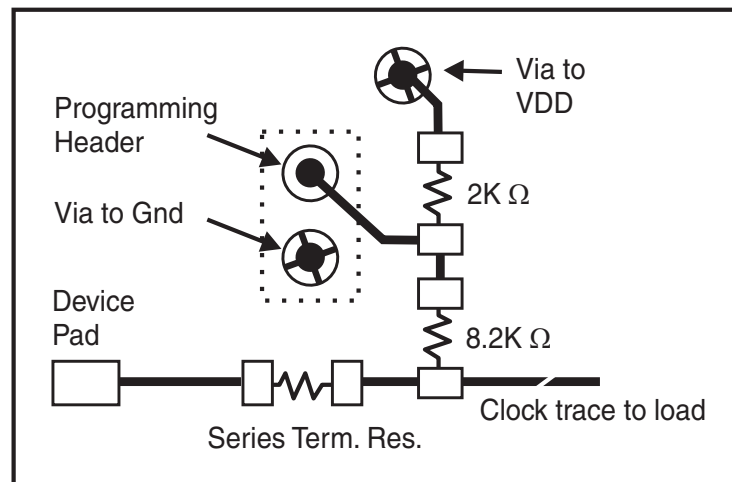 Via to
VDD
Programming
Header
2K Ω
Via to Gnd
Device
Pad
8.2K Ω
Clock trace to load
Series Term. Res.